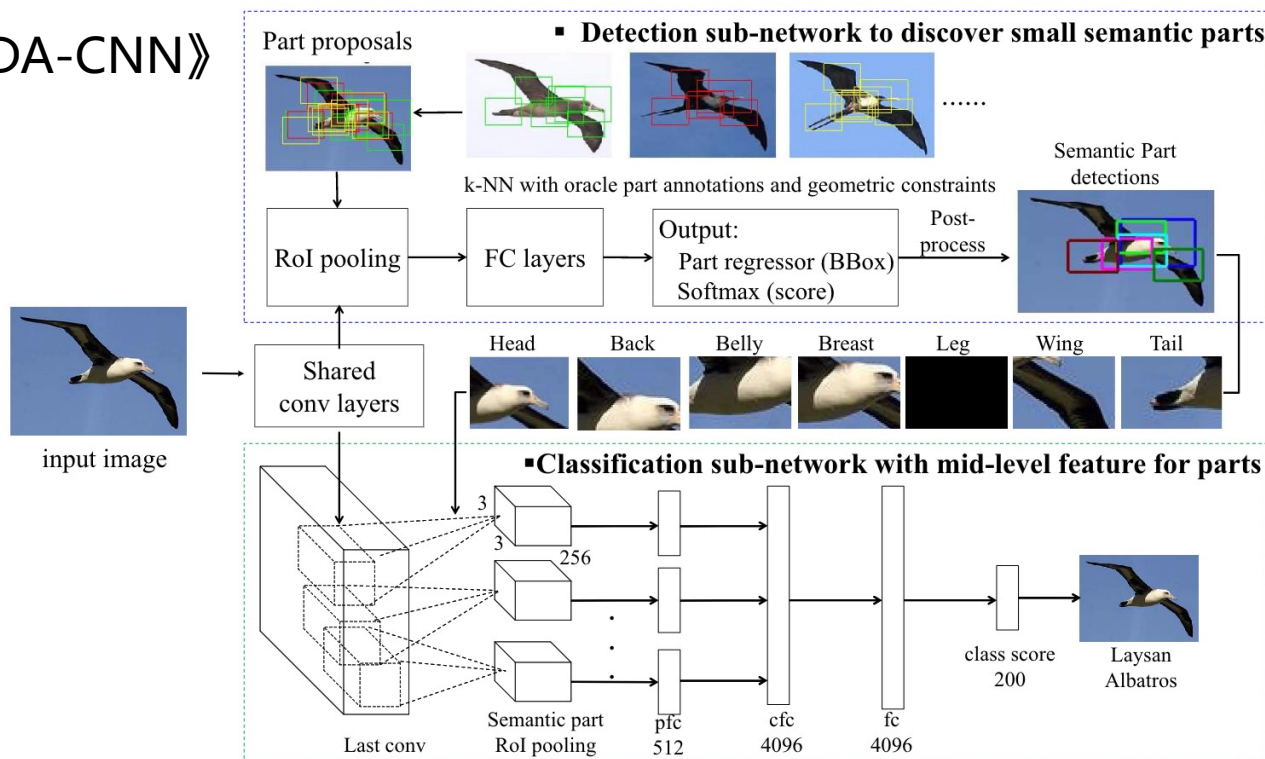 DA-CNN》
▪ Detection sub-network to discover small semantic parts
Part proposals
......
k-NN with oracle part annotations and geometric constraints
Semantic Part
detections
RoI pooling
FC layers
Output:
Part regressor (BBox)
Softmax (score)
Post-
process
input image
Shared
conv layers
Head
Back
Belly
Breast
Leg
Wing
Tail
▪Classification sub-network with mid-level feature for parts
3
3
256
Last conv
Semantic part
RoI pooling
pfc
512
cfc
4096
fc
4096
class score
200
Laysan
Albatros